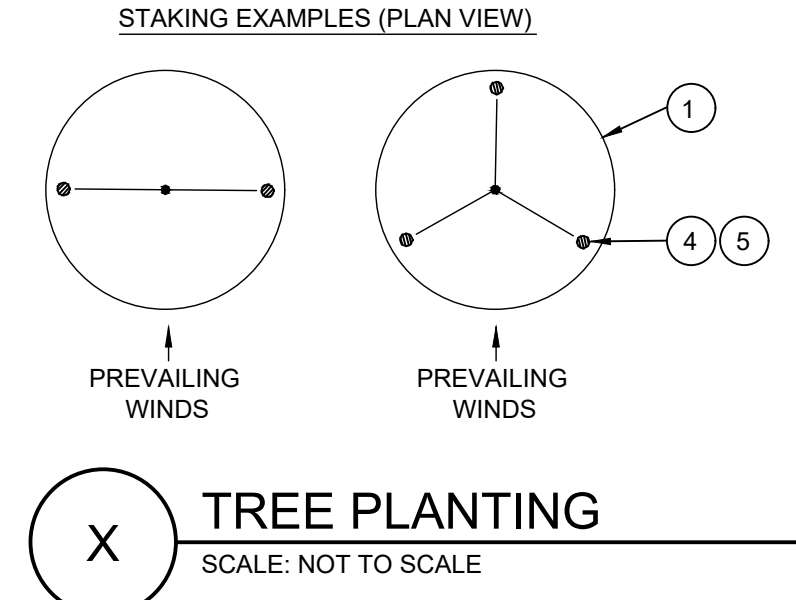 STAKING EXAMPLES (PLAN VIEW)
1
4 5
PREVAILING
WINDS
PREVAILING
WINDS
X
TREE PLANTING
SCALE: NOT TO SCALE